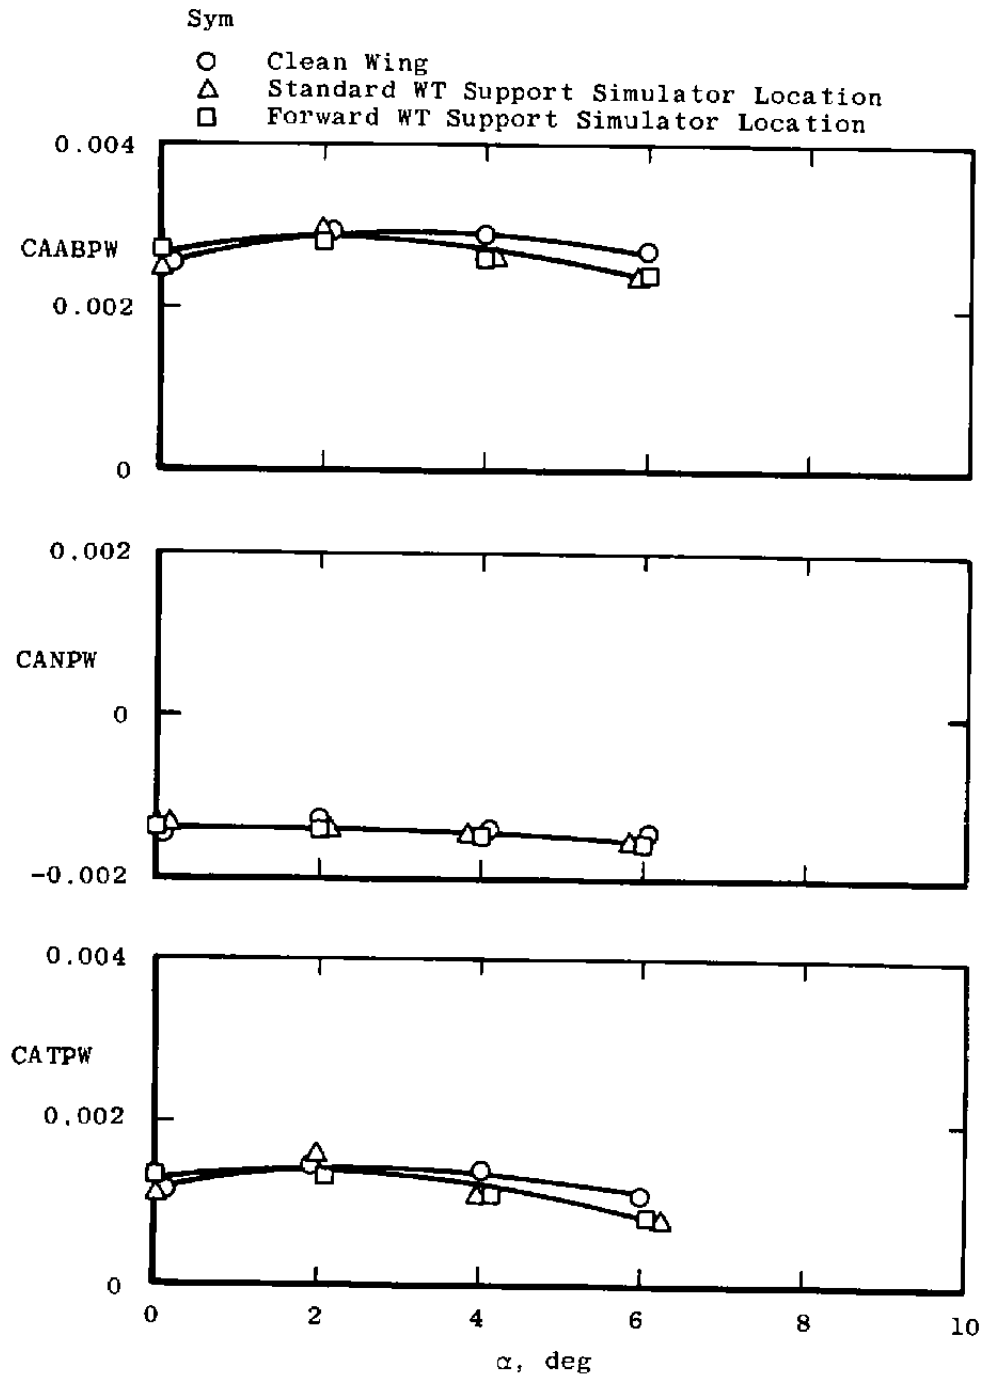 Sym
Clean Wing
Standard WT Support Simulator Location
Forward WT Support Simulator Location
0.004
CAABPW
0.002
0
0.002
CANPW
0
-0.002
0.004
CATPW
0.002
0
0 2 4 6 8 10
α, deg